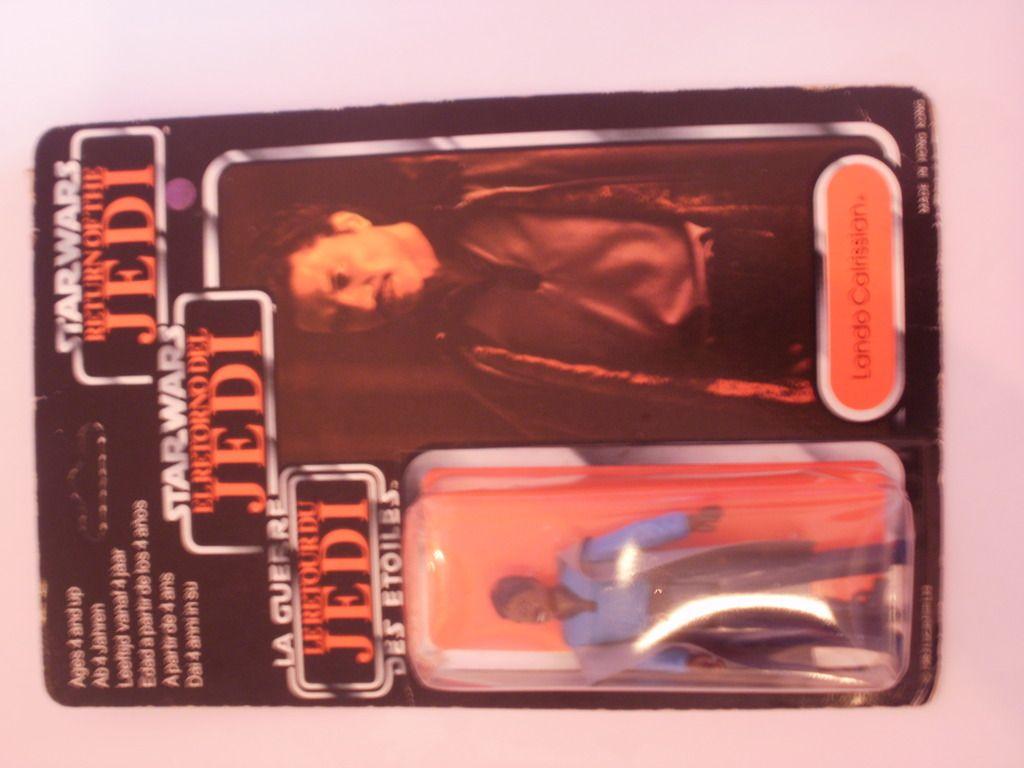 STAR WARS
RETURN OF THE
JEDI
STAR WARS
EL RETORNO DEL
JEDI
LA GUERRE
LE RETOUR DU
JEDI
DES ETOILES
Ages 4 and up
Ab 4 Jahren
Leeftijd vanaf 4 jaar
Edad a partir de los 4 años
A partir de 4 ans
Dai 4 anni in su
Lando Calrissian